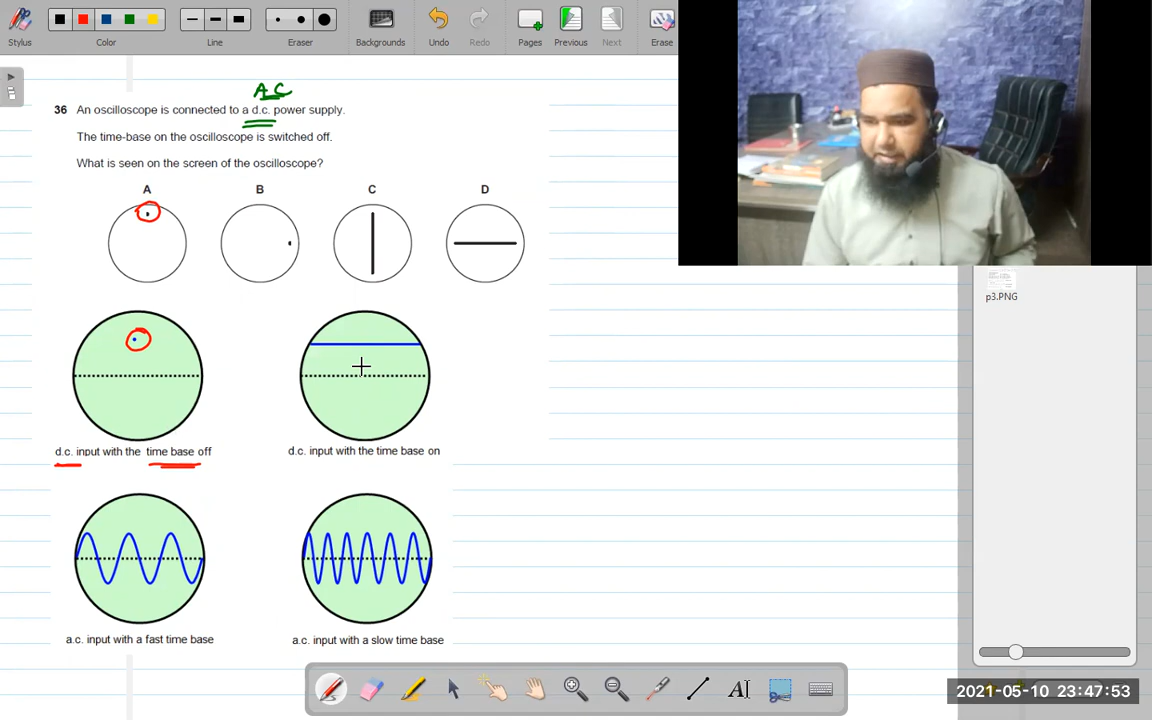 Stylus
Color
Line
Eraser
Backgrounds
Undo
Redo
Pages
Previous
Next
Erase
AC
36 An oscilloscope is connected to a d.c. power supply.
The time-base on the oscilloscope is switched off.
What is seen on the screen of the oscilloscope?
A B C D
d.c. input with the time base off
d.c. input with the time base on
a.c. input with a fast time base
a.c. input with a slow time base
p3.PNG
AI
2021-05-10 23:47:53